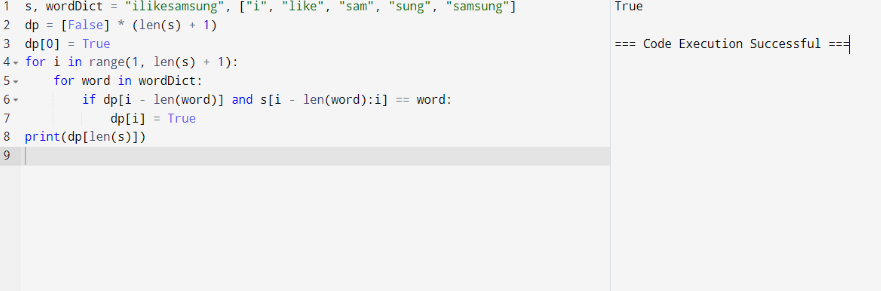 1 s, wordDict = "ilikesamsung", ["i", "like", "sam", "sung", "samsung"]
2 dp = [False] * (len(s) + 1)
3 dp[0] = True
4 for i in range(1, len(s) + 1):
5     for word in wordDict:
6         if dp[i - len(word)] and s[i - len(word):i] == word:
7             dp[i] = True
8 print(dp[len(s)])
9
True
=== Code Execution Successful ===